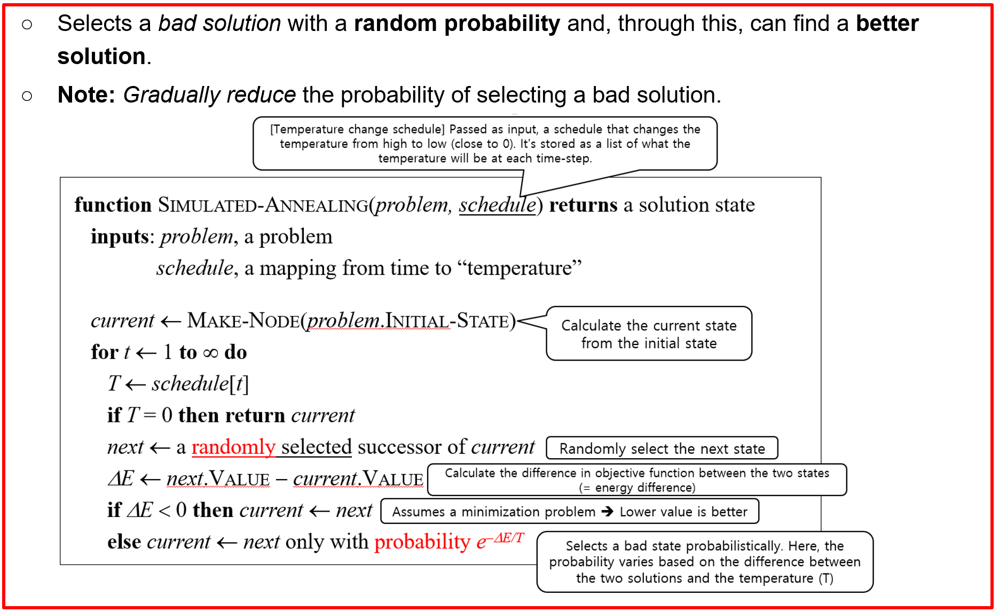 ○ Selects a bad solution with a random probability and, through this, can find a better
solution.
○ Note: Gradually reduce the probability of selecting a bad solution.
[Temperature change schedule] Passed as input, a schedule that changes the
temperature from high to low (close to 0). It's stored as a list of what the
temperature will be at each time-step.
function SIMULATED-ANNEALING(problem, schedule) returns a solution state
inputs: problem, a problem
schedule, a mapping from time to “temperature”
current ← MAKE-NODE(problem.INITIAL-STATE)
Calculate the current state
from the initial state
for t ← 1 to ∞ do
T ← schedule[t]
if T = 0 then return current
next ← a randomly selected successor of current
Randomly select the next state
ΔE ← next.VALUE – current.VALUE
Calculate the difference in objective function between the two states
(= energy difference)
if ΔE < 0 then current ← next
Assumes a minimization problem ➔ Lower value is better
else current ← next only with probability e^–ΔE/T
Selects a bad state probabilistically. Here, the
probability varies based on the difference between
the two solutions and the temperature (T)